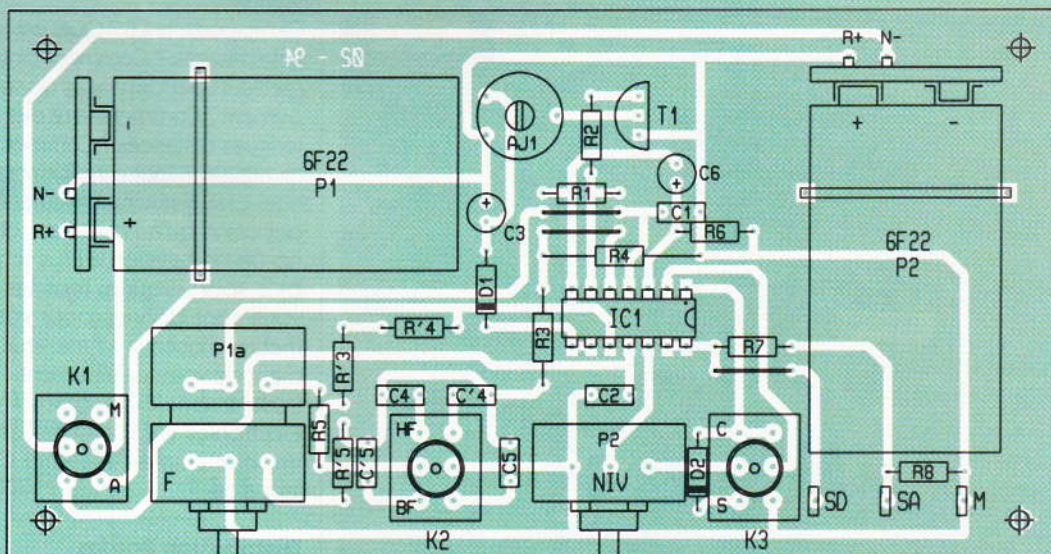 R+ N-
02 - 94
AJ1
R2
T1
6F22
P1
-
+
N-
R+
C6
R1
C1
C3
R6
R4
+ -
6F22
P2
D1
IC1
R'4
R3
R7
P1a
R'3
K1
M
A
F
R5
R'5
C'5
C4
C'4
HF
BF
C5
C2
P2
NIV
D2
C
S
R8
SD
SA
M
K2
K3